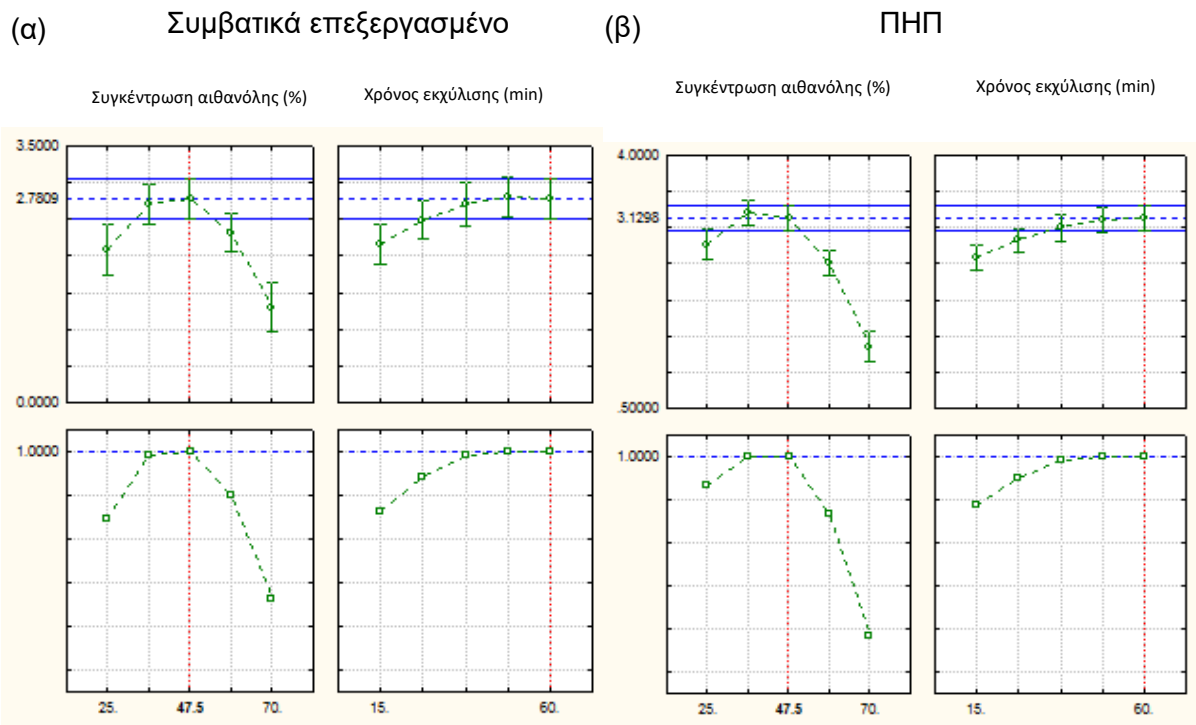 (α) Συμβατικά επεξεργασμένο
Συγκέντρωση αιθανόλης (%) Χρόνος εκχύλισης (min)
3.5000
2.7809
0.0000
1.0000
25. 47.5 70. 15. 60.
(β) ΠΗΠ
Συγκέντρωση αιθανόλης (%) Χρόνος εκχύλισης (min)
4.0000
3.1298
.50000
1.0000
25. 47.5 70. 15. 60.